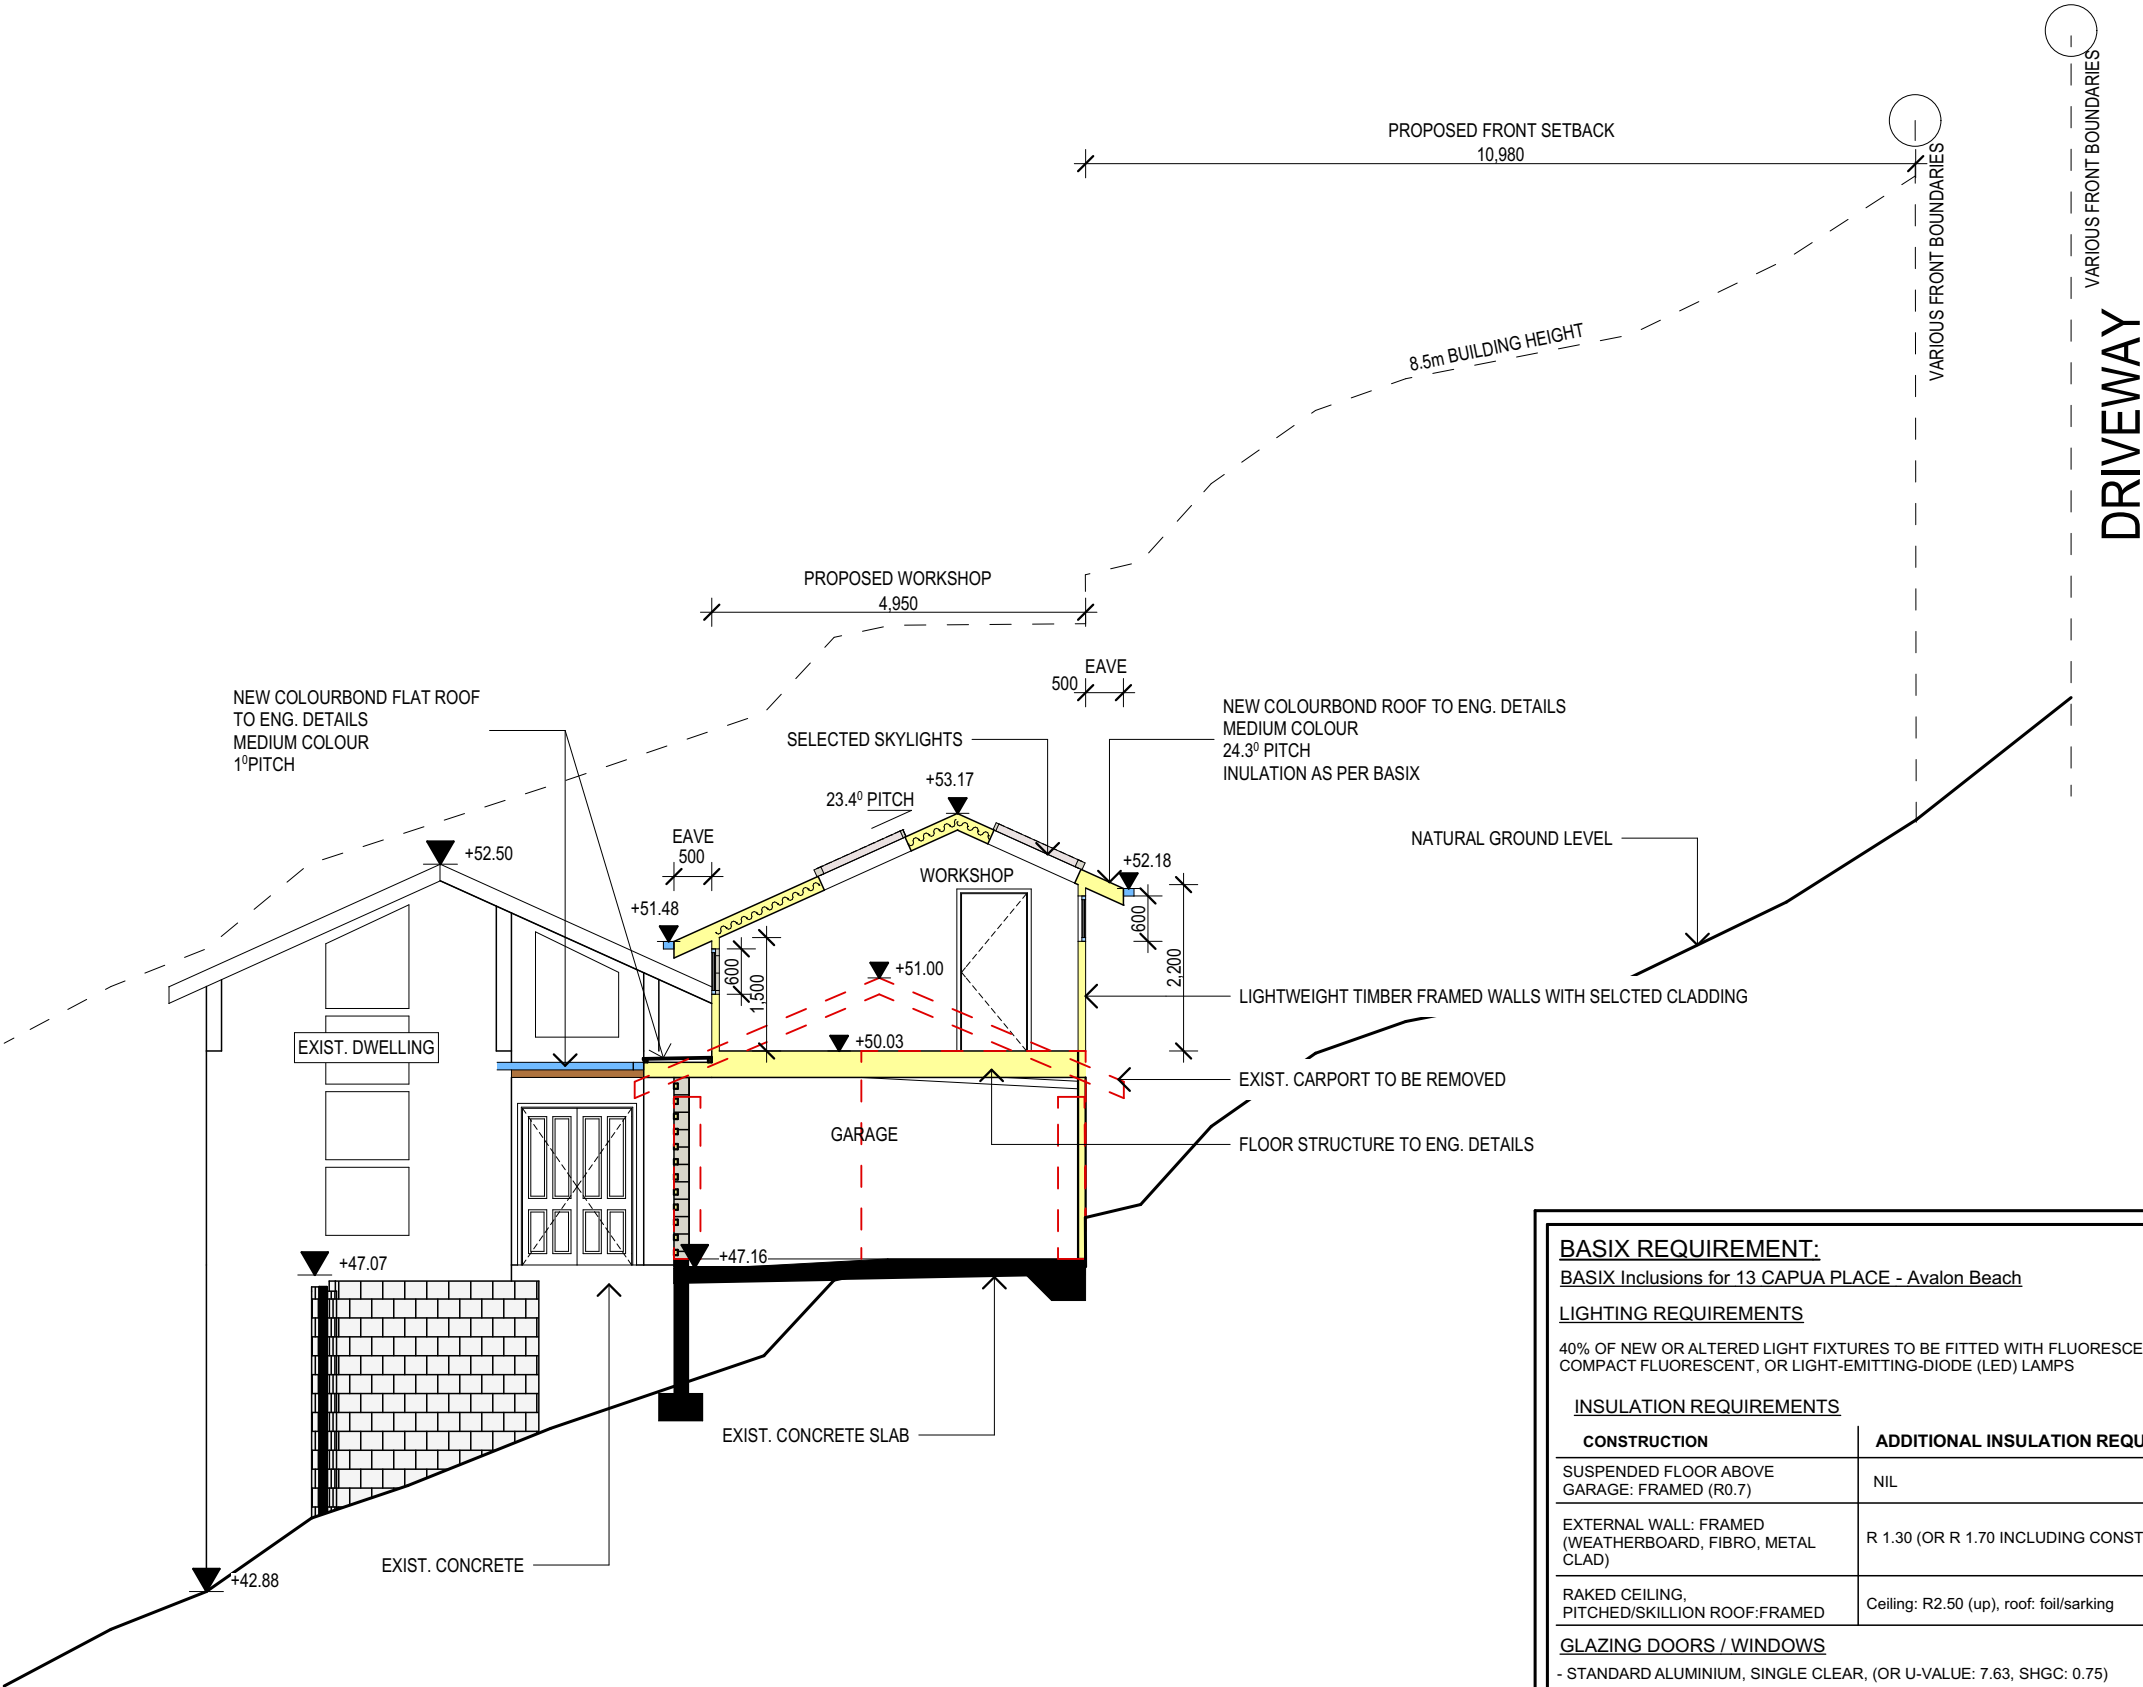 VARIOUS FRONT BOUNDARIES
VARIOUS FRONT BOUNDARIES
DRIVEWAY
PROPOSED FRONT SETBACK
10,980
8.5m BUILDING HEIGHT
PROPOSED WORKSHOP
4,950
EAVE
500
NEW COLOURBOND FLAT ROOF
TO ENG. DETAILS
MEDIUM COLOUR
1⁰PITCH
SELECTED SKYLIGHTS
NEW COLOURBOND ROOF TO ENG. DETAILS
MEDIUM COLOUR
24.3⁰ PITCH
INULATION AS PER BASIX
+53.17
23.4⁰ PITCH
EAVE
500
NATURAL GROUND LEVEL
+52.50
+52.18
WORKSHOP
+51.48
600
600
1,500
2,200
+51.00
LIGHTWEIGHT TIMBER FRAMED WALLS WITH SELCTED CLADDING
EXIST. DWELLING
+50.03
EXIST. CARPORT TO BE REMOVED
GARAGE
FLOOR STRUCTURE TO ENG. DETAILS
+47.07
+47.16
EXIST. CONCRETE SLAB
EXIST. CONCRETE
+42.88
BASIX REQUIREMENT:
BASIX Inclusions for 13 CAPUA PLACE - Avalon Beach
LIGHTING REQUIREMENTS
40% OF NEW OR ALTERED LIGHT FIXTURES TO BE FITTED WITH FLUORESCE
COMPACT FLUORESCENT, OR LIGHT-EMITTING-DIODE (LED) LAMPS
INSULATION REQUIREMENTS
CONSTRUCTION
ADDITIONAL INSULATION REQU
SUSPENDED FLOOR ABOVE
GARAGE: FRAMED (R0.7)
NIL
EXTERNAL WALL: FRAMED
(WEATHERBOARD, FIBRO, METAL
CLAD)
R 1.30 (OR R 1.70 INCLUDING CONST
RAKED CEILING,
PITCHED/SKILLION ROOF:FRAMED
Ceiling: R2.50 (up), roof: foil/sarking
GLAZING DOORS / WINDOWS
- STANDARD ALUMINIUM, SINGLE CLEAR, (OR U-VALUE: 7.63, SHGC: 0.75)